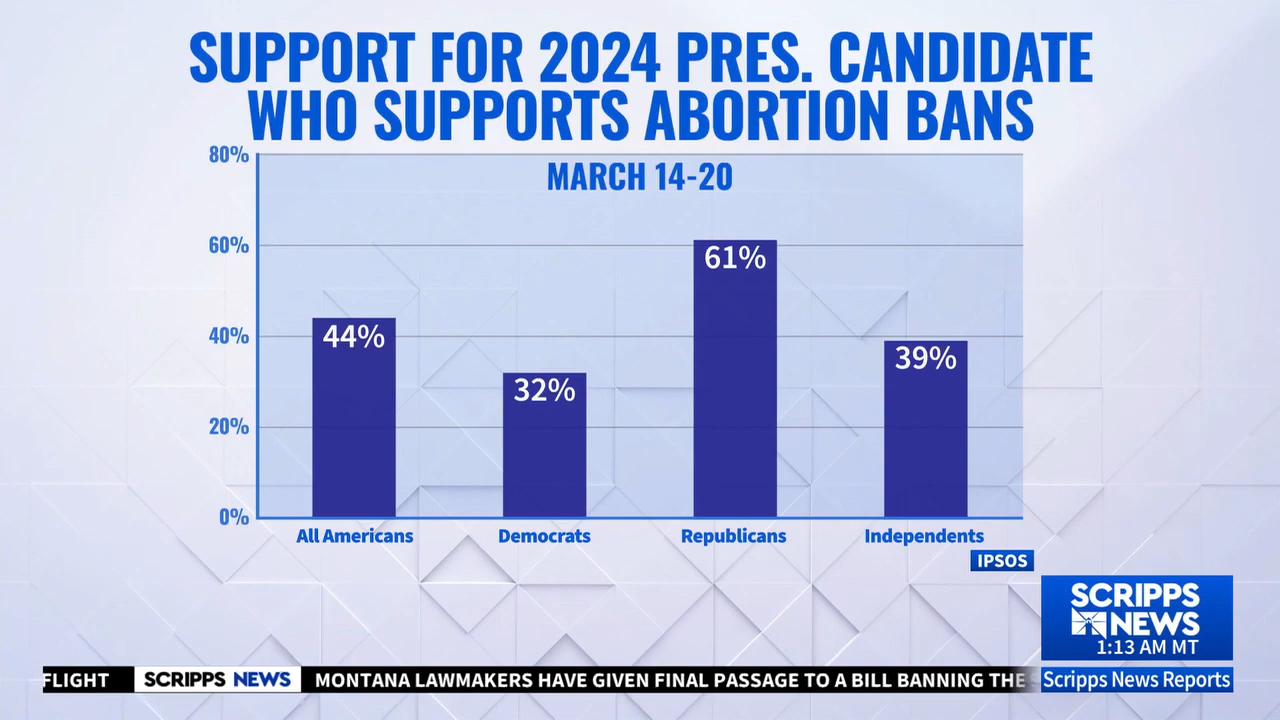 SUPPORT FOR 2024 PRES. CANDIDATE
WHO SUPPORTS ABORTION BANS
MARCH 14-20
80%
60%
40%
20%
0%
44%
32%
61%
39%
All Americans
Democrats
Republicans
Independents
IPSOS
SCRIPPS
NEWS
1:13 AM MT
FLIGHT SCRIPPS NEWS MONTANA LAWMAKERS HAVE GIVEN FINAL PASSAGE TO A BILL BANNING THE
Scripps News Reports